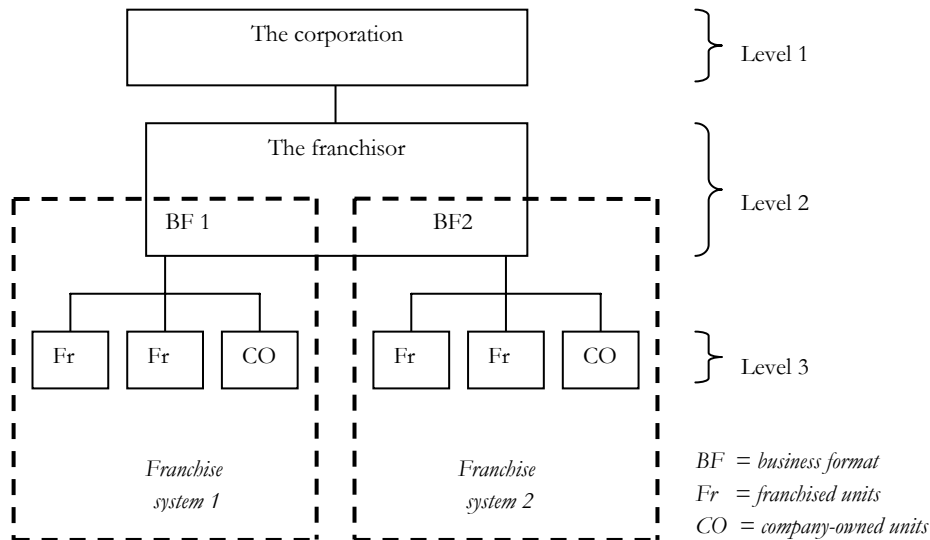 The corporation
Level 1
The franchisor
Level 2
BF 1
BF2
Fr
Fr
CO
Fr
Fr
CO
Level 3
Franchise
system 1
Franchise
system 2
BF = business format
Fr = franchised units
CO = company-owned units